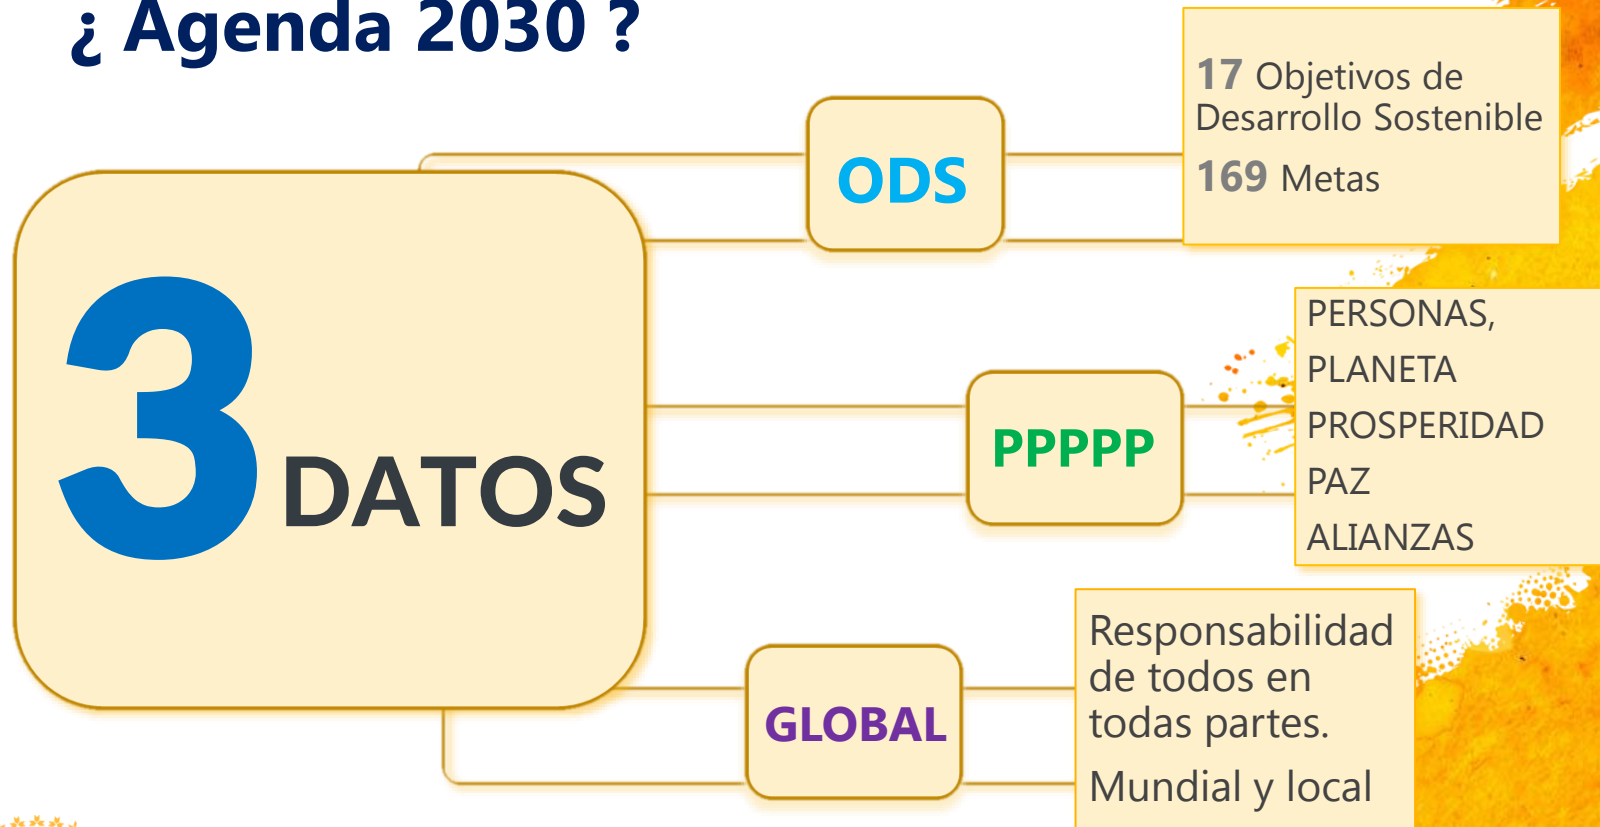 ¿ Agenda 2030 ?
3 DATOS
ODS
17 Objetivos de
Desarrollo Sostenible
169 Metas
PPPPP
PERSONAS,
PLANETA
PROSPERIDAD
PAZ
ALIANZAS
GLOBAL
Responsabilidad
de todos en
todas partes.
Mundial y local